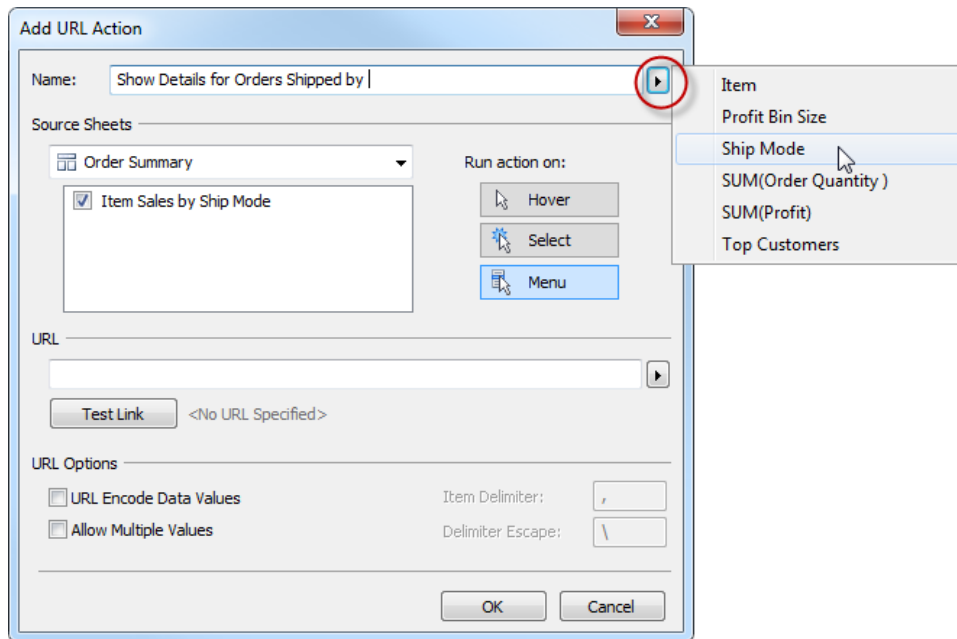 Add URL Action
Name: Show Details for Orders Shipped by
Item
Profit Bin Size
Ship Mode
SUM(Order Quantity )
SUM(Profit)
Top Customers
Source Sheets
Order Summary
Item Sales by Ship Mode
Run action on:
Hover
Select
Menu
URL
Test Link <No URL Specified>
URL Options
URL Encode Data Values
Allow Multiple Values
Item Delimiter: ,
Delimiter Escape: \
OK Cancel